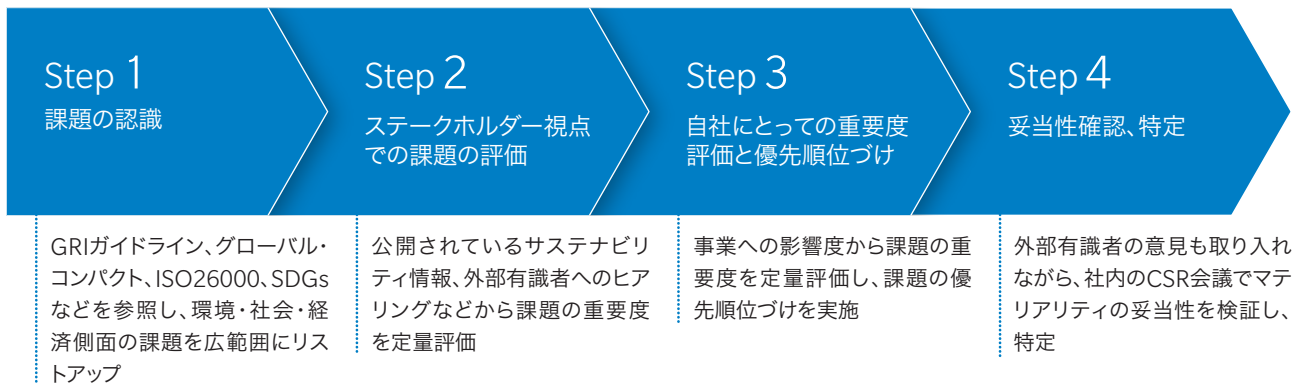 Step 1
課題の認識
Step 2
ステークホルダー視点
での課題の評価
Step 3
自社にとっての重要度
評価と優先順位づけ
Step 4
妥当性確認、特定
GRIガイドライン、グローバル・
コンパクト、ISO26000、SDGs
などを参照し、環境・社会・経
済側面の課題を広範囲にリス
トアップ
公開されているサステナビリ
ティ情報、外部有識者へのヒア
リングなどから課題の重要度
を定量評価
事業への影響度から課題の重
要度を定量評価し、課題の優
先順位づけを実施
外部有識者の意見も取り入れ
ながら、社内のCSR会議でマテ
リアリティの妥当性を検証し、
特定